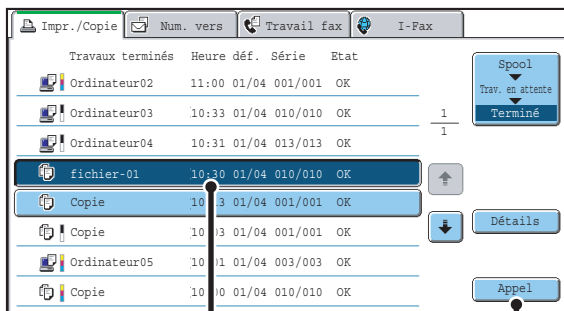 Impr./Copie Num. vers Travail fax I-Fax
Travaux terminés Heure déf. Série Etat
Ordinateur02 11:00 01/04 001/001 OK
Ordinateur03 10:33 01/04 010/010 OK
Ordinateur04 10:31 01/04 013/013 OK
fichier-01 10:30 01/04 010/010 OK
Copie 01/04 001/001 OK
Copie 01/04 001/001 OK
Ordinateur05 01/04 003/003 OK
Copie 01/04 010/010 OK
1
1
Spool
Trav. en attente
Terminé
Détails
Appel